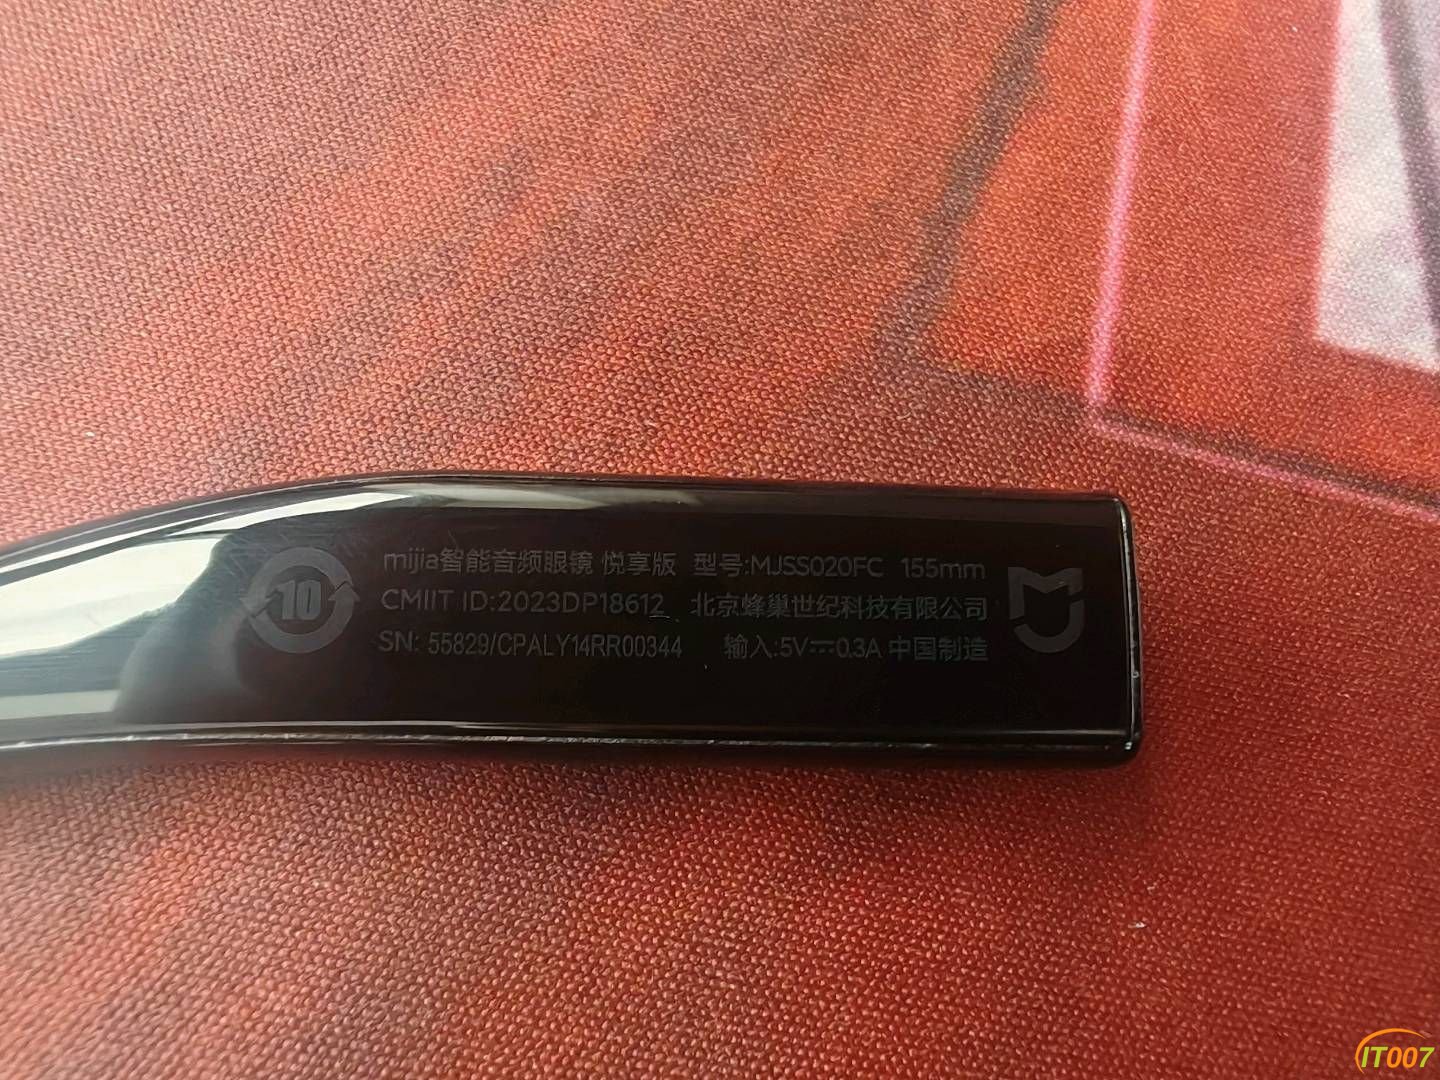 10
mijia智能音频眼镜 悦享版 型号:MJSS020FC 155mm
CMIIT ID:2023DP18612 北京蜂巢世纪科技有限公司
SN: 55829/CPALY14RR00344 输入:5V⎓0.3A 中国制造
IT007